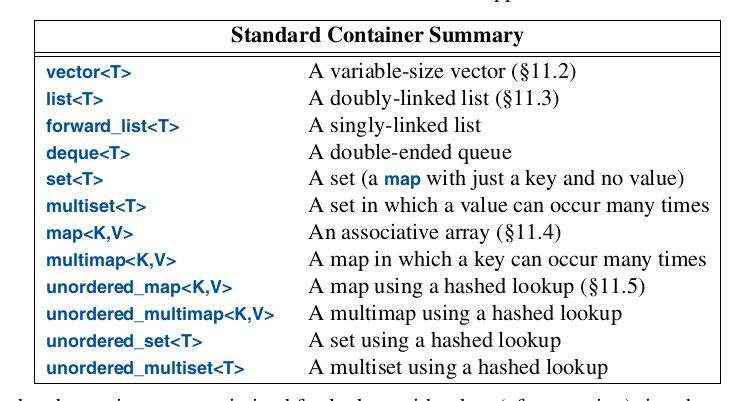 Standard Container Summary
vector<T> A variable-size vector (§11.2)
list<T> A doubly-linked list (§11.3)
forward_list<T> A singly-linked list
deque<T> A double-ended queue
set<T> A set (a map with just a key and no value)
multiset<T> A set in which a value can occur many times
map<K,V> An associative array (§11.4)
multimap<K,V> A map in which a key can occur many times
unordered_map<K,V> A map using a hashed lookup (§11.5)
unordered_multimap<K,V> A multimap using a hashed lookup
unordered_set<T> A set using a hashed lookup
unordered_multiset<T> A multiset using a hashed lookup